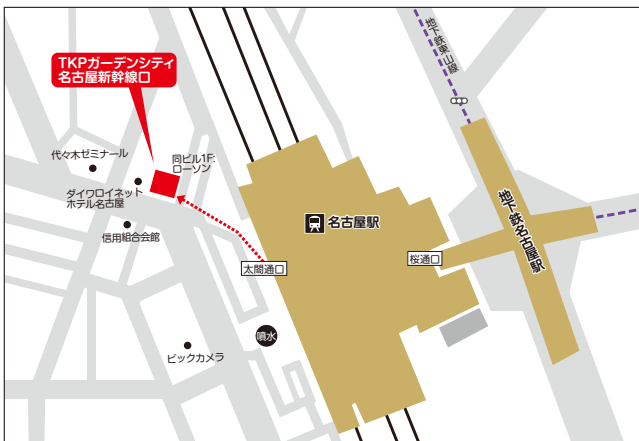 地下鉄東山線
TKPガーデンシティ
名古屋新幹線口
代々木ゼミナール
同ビル1F:
ローソン
ダイワロイネット
ホテル名古屋
信用組合会館
名古屋駅
地下鉄名古屋駅
桜通口
太閤通口
噴水
ビックカメラ